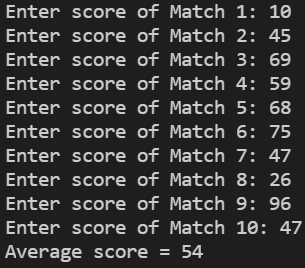 Enter score of Match 1: 10
Enter score of Match 2: 45
Enter score of Match 3: 69
Enter score of Match 4: 59
Enter score of Match 5: 68
Enter score of Match 6: 75
Enter score of Match 7: 47
Enter score of Match 8: 26
Enter score of Match 9: 96
Enter score of Match 10: 47
Average score = 54